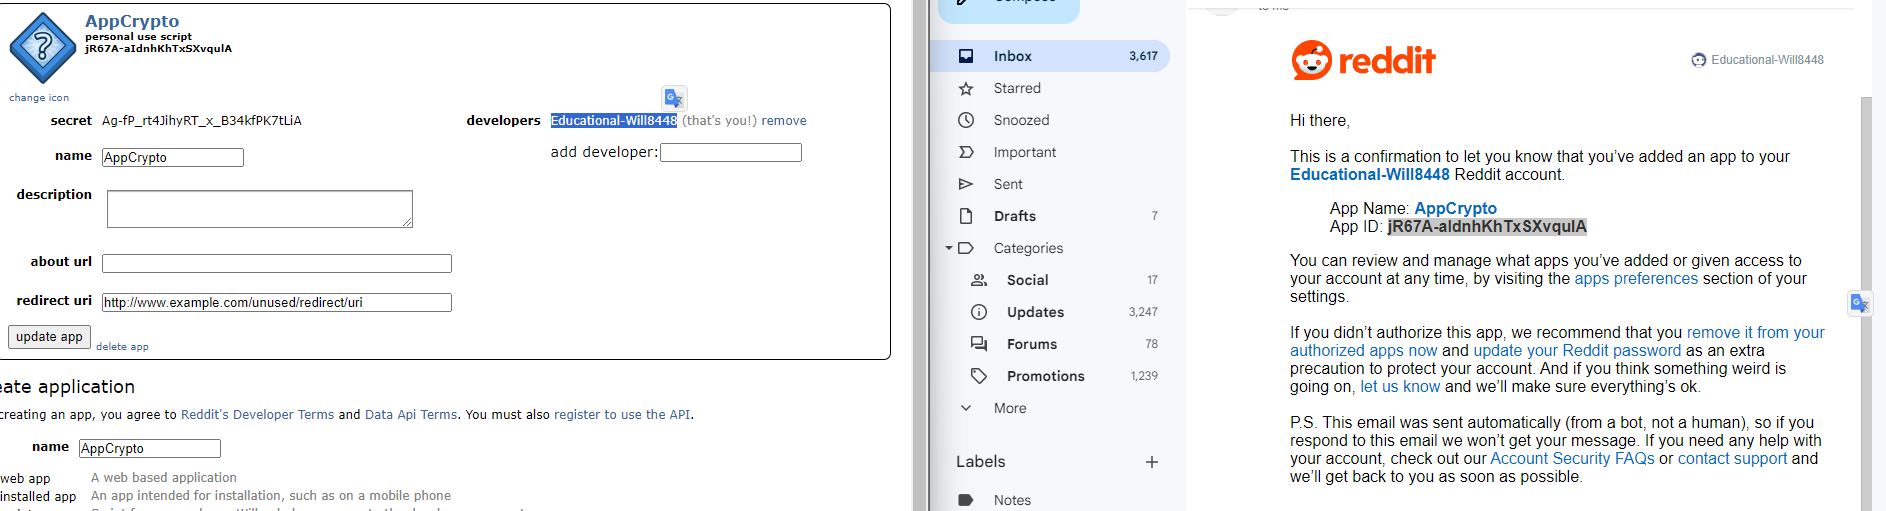 AppCrypto
personal use script
jR67A-aIdnhKhTxSXvqulA
change icon
secret Ag-fP_rt4JihyRT_x_B34kfPK7tLiA
developers Educational-Will8448 (that's you!) remove
add developer:
name AppCrypto
description
about url
redirect uri http://www.example.com/unused/redirect/uri
update app delete app
eate application
creating an app, you agree to Reddit's Developer Terms and Data Api Terms. You must also register to use the API.
name AppCrypto
web app A web based application
installed app An app intended for installation, such as on a mobile phone
Inbox 3,617
Starred
Snoozed
Important
Sent
Drafts 7
Categories
Social 17
Updates 3,247
Forums 78
Promotions 1,239
More
Labels
Notes
to me
reddit
Educational-Will8448
Hi there,
This is a confirmation to let you know that you've added an app to your
Educational-Will8448 Reddit account.
App Name: AppCrypto
App ID: jR67A-aIdnhKhTxSXvqulA
You can review and manage what apps you've added or given access to
your account at any time, by visiting the apps preferences section of your
settings.
If you didn't authorize this app, we recommend that you remove it from your
authorized apps now and update your Reddit password as an extra
precaution to protect your account. And if you think something weird is
going on, let us know and we'll make sure everything's ok.
P.S. This email was sent automatically (from a bot, not a human), so if you
respond to this email we won't get your message. If you need any help with
your account, check out our Account Security FAQs or contact support and
we'll get back to you as soon as possible.